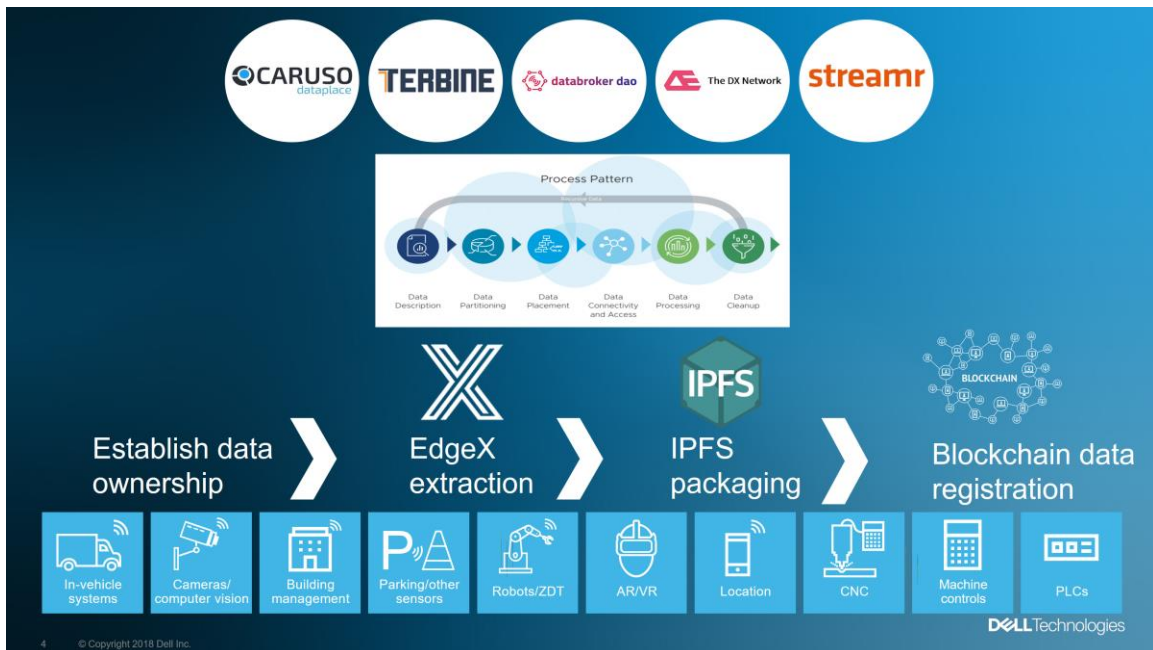 CARUSO
dataplace
TERBINE
databroker dao
The DX Network
streamr
Process Pattern
Data
Description
Data
Partitioning
Data
Placement
Data
Connectivity
and Access
Data
Processing
Data
Cleanup
IPFS
BLOCKCHAIN
Establish data
ownership
EdgeX
extraction
IPFS
packaging
Blockchain data
registration
In-vehicle
systems
Cameras/
computer vision
Building
management
P
Parking/other
sensors
Robots/ZDT
AR/VR
Location
CNC
Machine
controls
PLCs
4 © Copyright 2018 Dell Inc.
DELLTechnologies